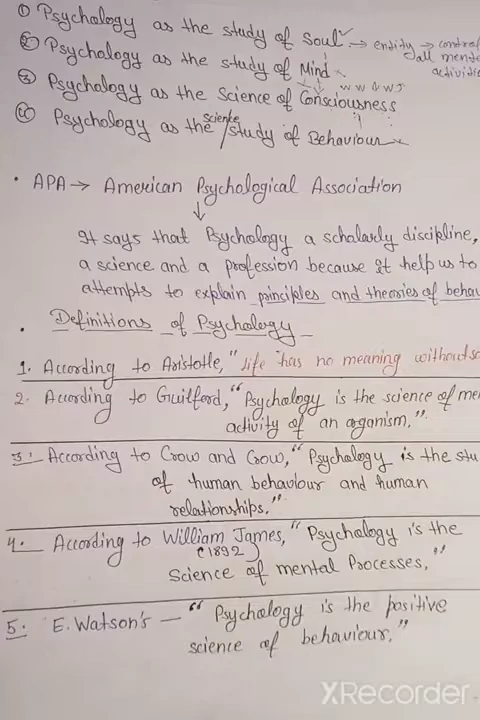 ① Psychology as the study of Soul → entity → control all mental activities
② Psychology as the study of Mind
③ Psychology as the Science of Consciousness
④ Psychology as the science/study of Behaviour
• APA → American Psychological Association
It says that Psychology a scholarly discipline,
a science and a profession because it help us to
attempts to explain principles and theories of behav
• Definitions of Psychology
1. According to Aristotle, "life has no meaning without
2. According to Guilford, "Psychology is the science of me
activity of an organism."
3. According to Crow and Crow, "Psychology is the stu
of human behaviour and human
relationships."
4. According to William James, "Psychology is the
(1892)
Science of mental Processes,"
5. E. Watson's — "Psychology is the positive
science of behaviour."
XRecorder